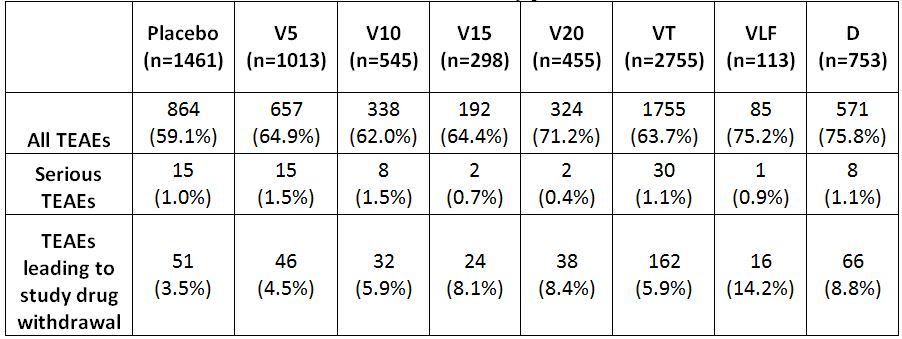 Placebo V5 V10 V15 V20 VT VLF D
(n=1461) (n=1013) (n=545) (n=298) (n=455) (n=2755) (n=113) (n=753)
864 657 338 192 324 1755 85 571
All TEAEs (59.1%) (64.9%) (62.0%) (64.4%) (71.2%) (63.7%) (75.2%) (75.8%)
Serious 15 15 8 2 2 30 1 8
TEAEs (1.0%) (1.5%) (1.5%) (0.7%) (0.4%) (1.1%) (0.9%) (1.1%)
TEAEs
leading to 51 46 32 24 38 162 16 66
study drug (3.5%) (4.5%) (5.9%) (8.1%) (8.4%) (5.9%) (14.2%) (8.8%)
withdrawal